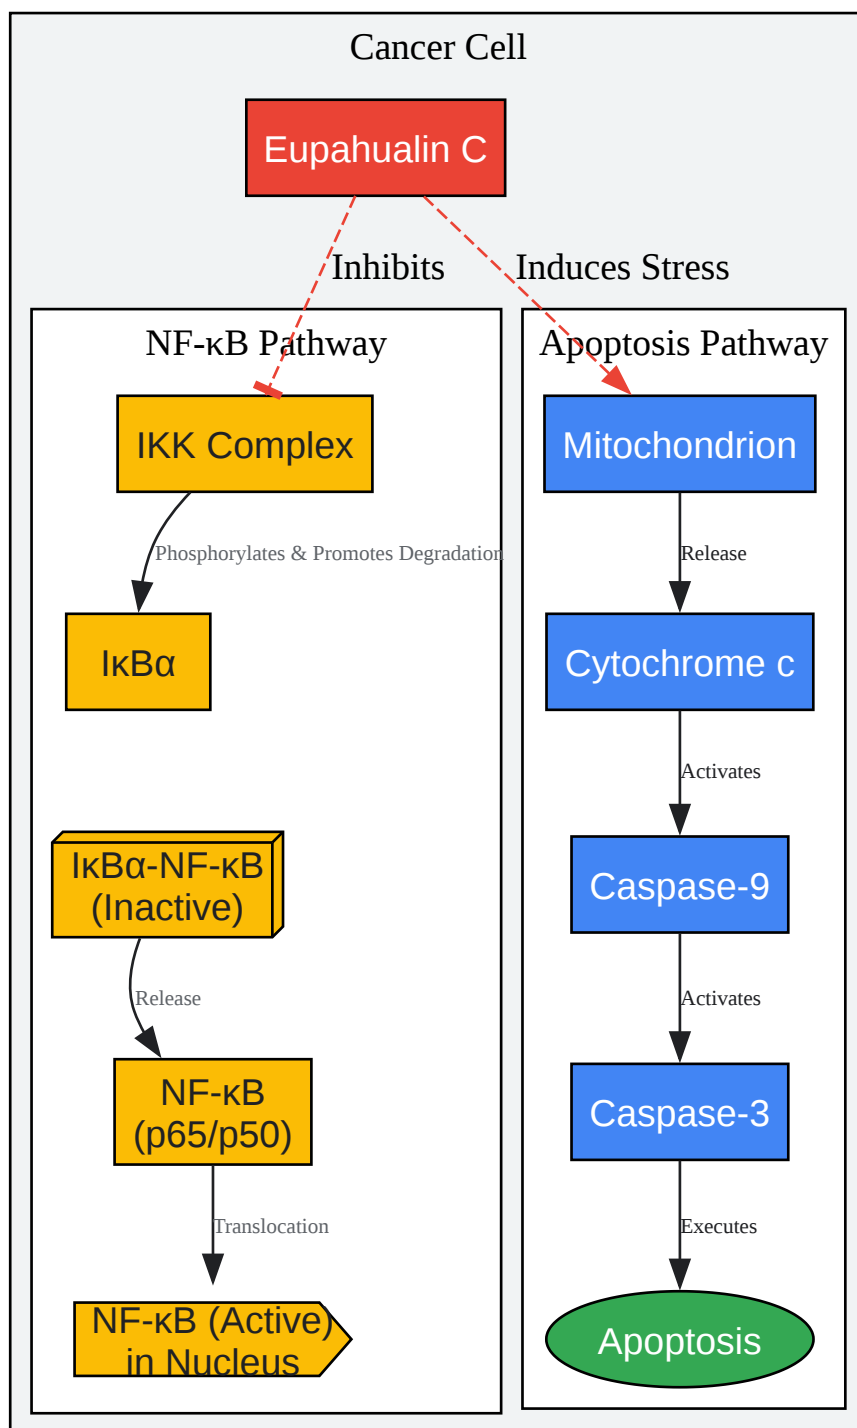 Cancer Cell
Eupahualin C
Inhibits
Induces Stress
NF-κB Pathway
IKK Complex
Phosphorylates & Promotes Degradation
IκBα
IκBα-NF-κB
(Inactive)
Release
NF-κB
(p65/p50)
Translocation
NF-κB (Active)
in Nucleus
Apoptosis Pathway
Mitochondrion
Release
Cytochrome c
Activates
Caspase-9
Activates
Caspase-3
Executes
Apoptosis